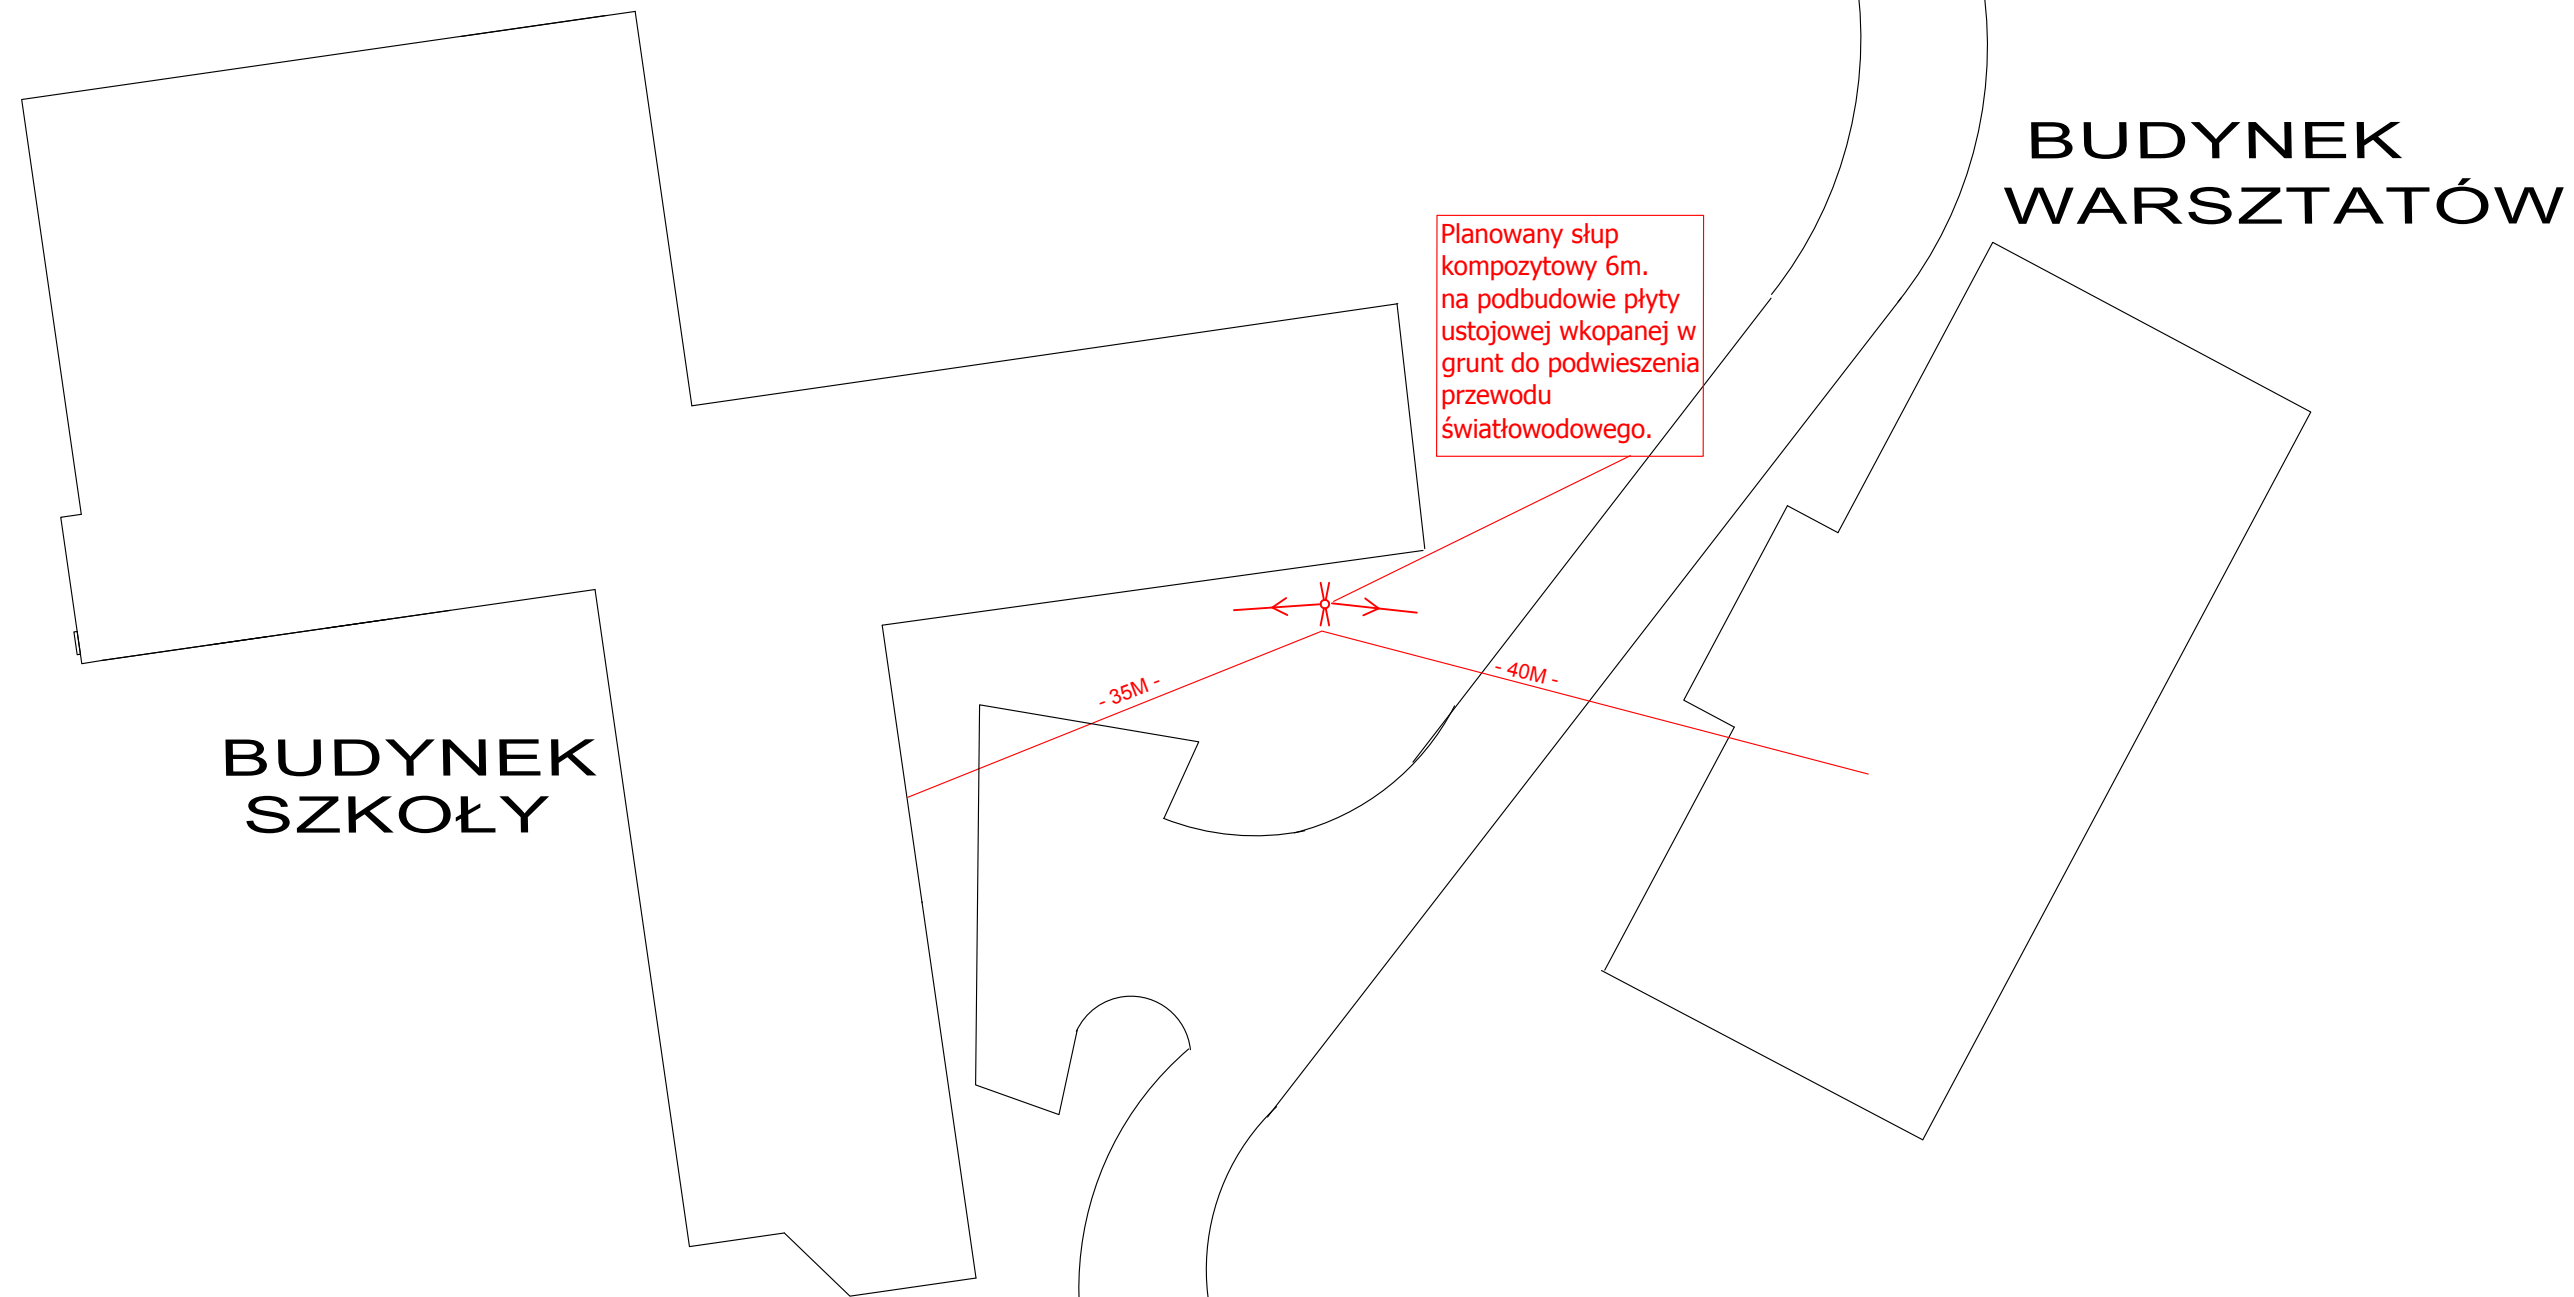 BUDYNEK
WARSZTATÓW
Planowany słup
kompozytowy 6m.
na podbudowie płyty
ustojowej wkopanej w
grunt do podwieszenia
przewodu
światłowodowego.
- 35M -
- 40M -
BUDYNEK
SZKOŁY